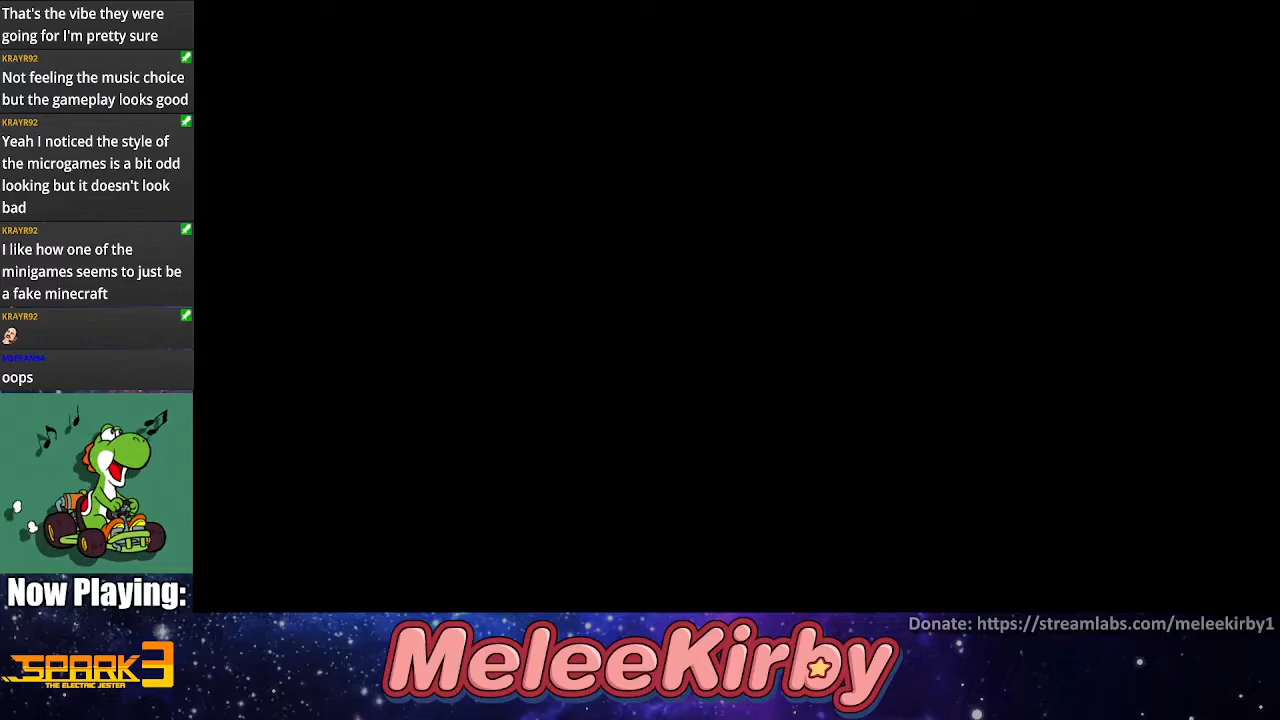 That's the vibe they were
going for I'm pretty sure
KRAYR92
Not feeling the music choice
but the gameplay looks good
KRAYR92
Yeah I noticed the style of
the microgames is a bit odd
looking but it doesn't look
bad
KRAYR92
I like how one of the
minigames seems to just be
a fake minecraft
KRAYR92
MSPFAN94
oops
Now Playing:
SPARK 3
THE ELECTRIC JESTER
MeleeKirby
Donate: https://streamlabs.com/meleekirby1